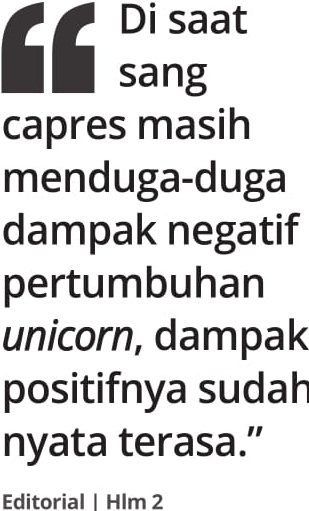 “Di saat
sang
capres masih
menduga-duga
dampak negatif
pertumbuhan
unicorn, dampak
positifnya sudah
nyata terasa.”
Editorial | Hlm 2